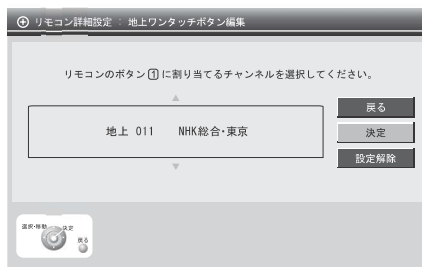 リモコン詳細設定 : 地上ワンタッチボタン編集
リモコンのボタン1に割り当てるチャンネルを選択してください。
地上 011 NHK総合・東京
戻る
決定
設定解除
選択・移動 決定
戻る